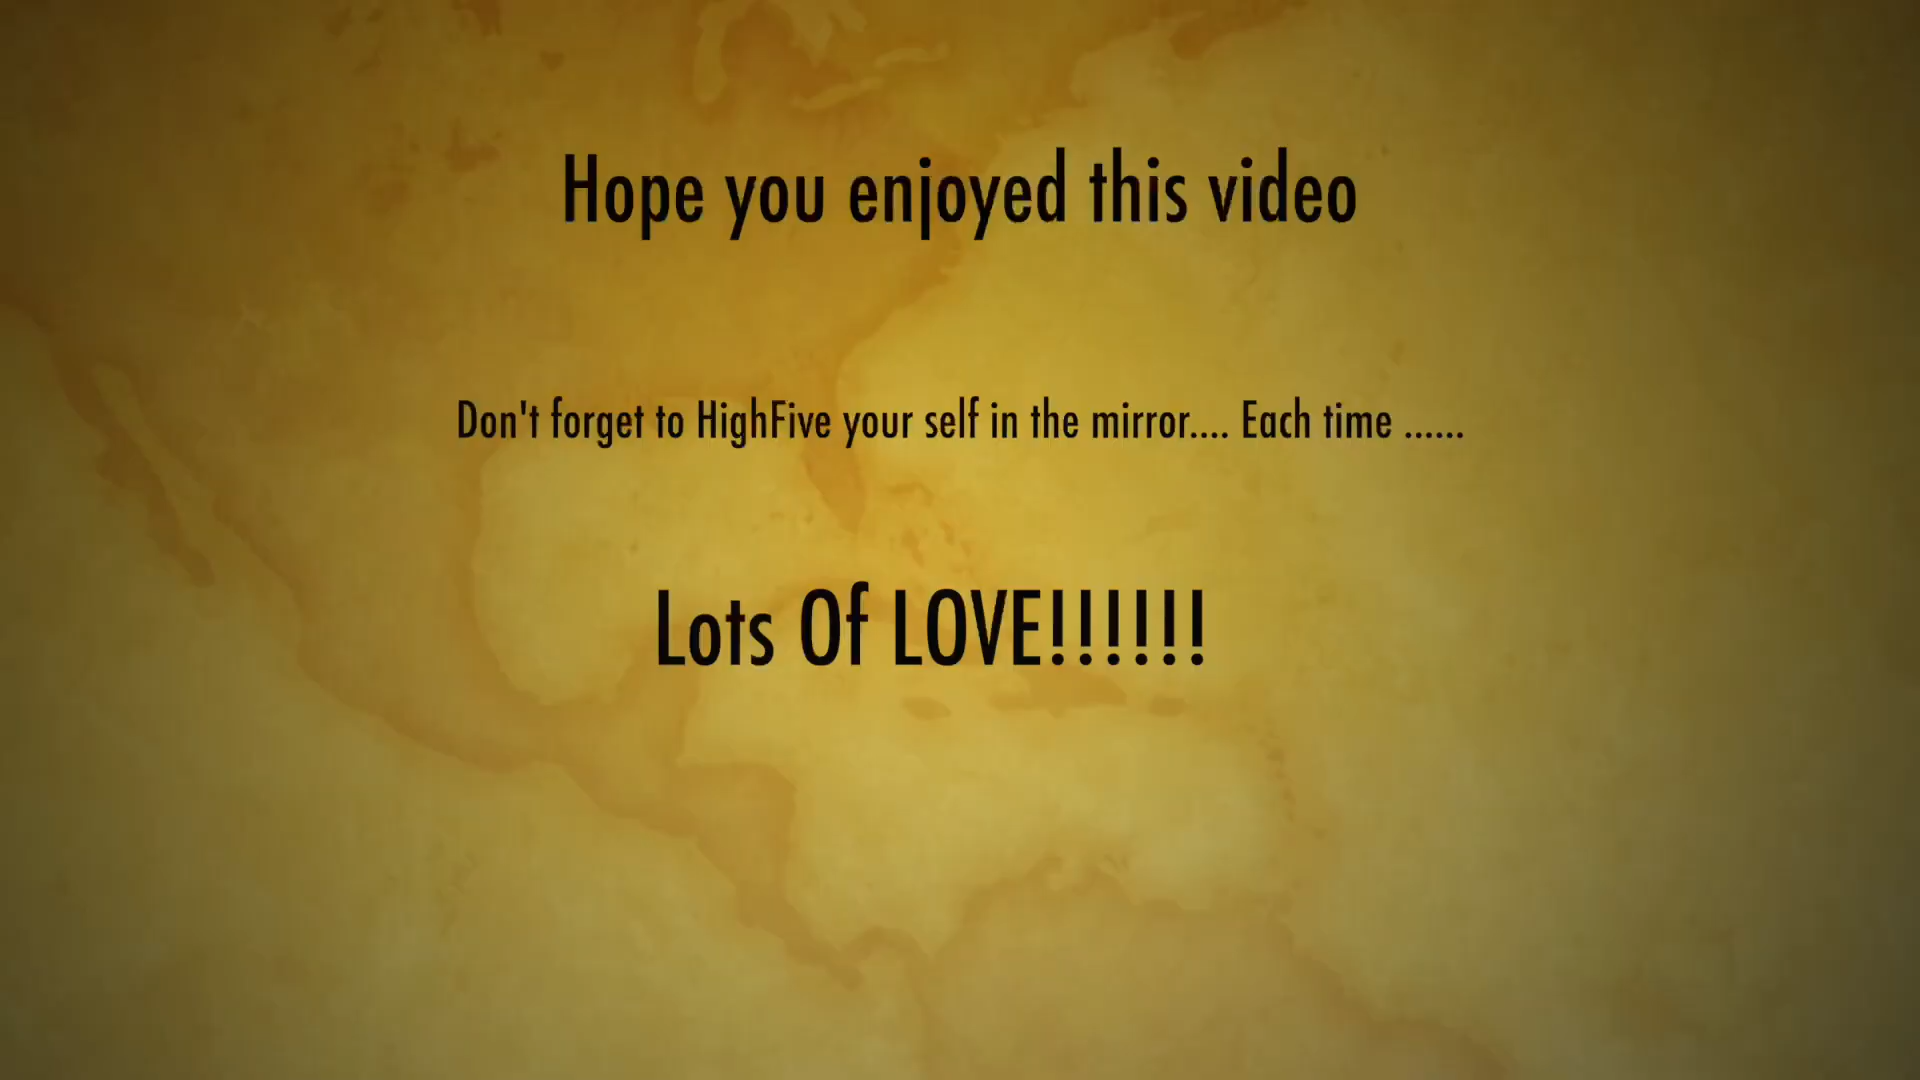 Hope you enjoyed this video
Don't forget to HighFive your self in the mirror.... Each time ......
Lots Of LOVE!!!!!!